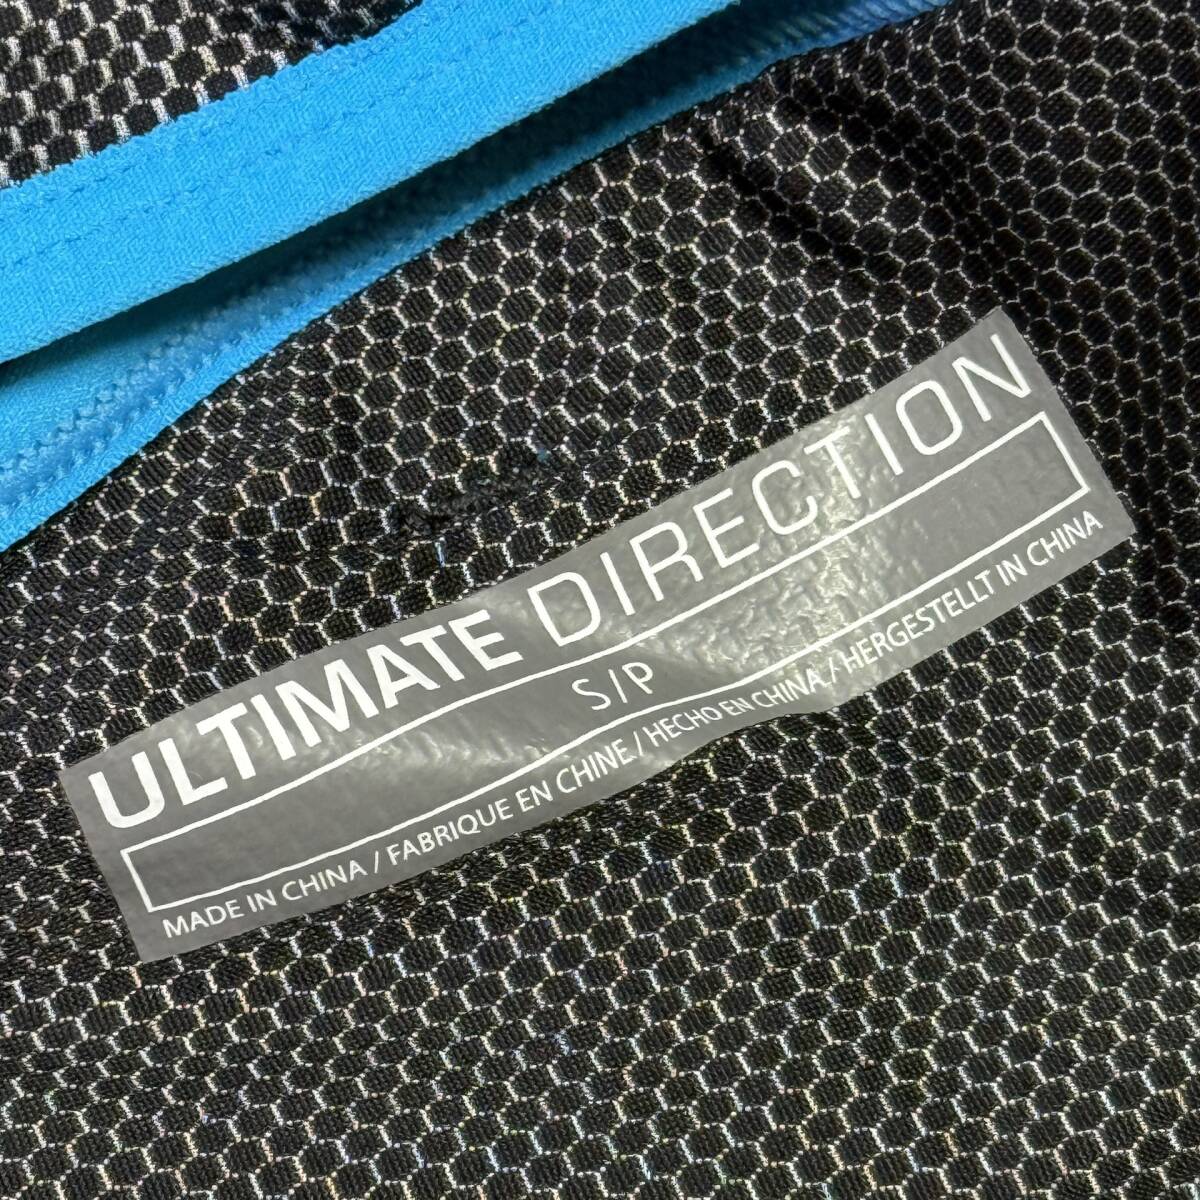 ULTIMATE DIRECTION
S/P
MADE IN CHINA / FABRIQUE EN CHINE / HECHO EN CHINA / HERGESTELLT IN CHINA